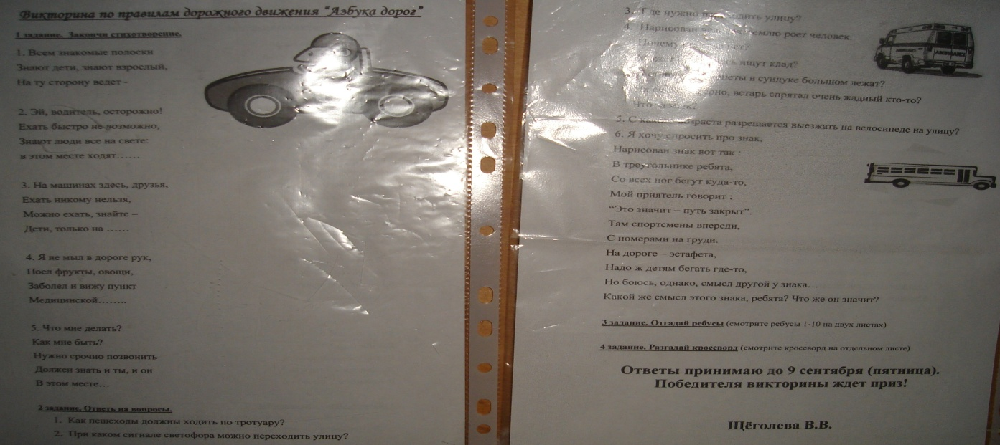 Викторина по правилам дорожного движения "Азбука дорог"
1 задание. Закончи стихотворение.
1. Всем знакомые полоски
Знают дети, знают взрослый,
На ту сторону ведет -
2. Эй, водитель, осторожно!
Ехать быстро не возможно,
Знают люди все на свете:
в этом месте ходят......
3. На машинах здесь, друзья,
Ехать никому нельзя,
Можно ехать, знайте –
Дети, только на ......
4. Я не мыл в дороге рук,
Поел фрукты, овощи,
Заболел и вижу пункт
Медицинской........
5. Что мне делать?
Как мне быть?
Нужно срочно позвонить
Должен знать и ты, и он
В этом месте...
2 задание. Ответь на вопросы.
1. Как пешеходы должны ходить по тротуару?
2. При каком сигнале светофора можно переходить улицу?
3. Где нужно улицу?
4. Нарисован землю роет человек.
Почему
ищут клад?
в сундуке большом лежат?
встарь спрятал очень жадный кто-то?
Что
5. С возраста разрешается выезжать на велосипеде на улицу?
6. Я хочу спросить про знак,
Нарисован знак вот так :
В треугольнике ребята,
Со всех ног бегут куда-то,
Мой приятель говорит :
"Это значит – путь закрыт".
Там спортсмены впереди,
С номерами на груди.
На дороге – эстафета,
Надо ж детям бегать где-то,
Но боюсь, однако, смысл другой у знака...
Какой же смысл этого знака, ребята? Что же он значит?
3 задание. Отгадай ребусы (смотрите ребусы 1-10 на двух листах)
4 задание. Разгадай кроссворд (смотрите кроссворд на отдельном листе)
Ответы принимаю до 9 сентября (пятница).
Победителя викторины ждет приз!
Щёголева В.В.
AMBULANCE